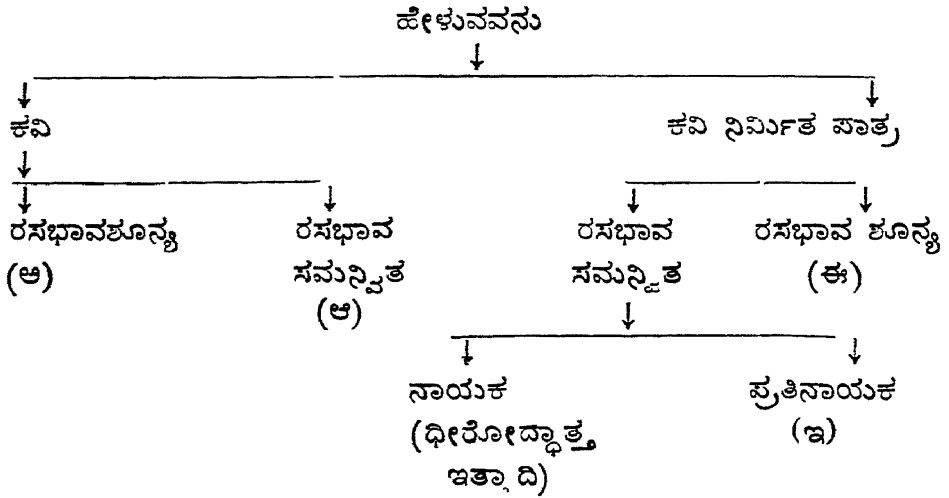 ಹೇಳುವವನು
ಕವಿ
ಕವಿ ನಿರ್ಮಿತ ಪಾತ್ರ
ರಸಭಾವಶೂನ್ಯ
(ಅ)
ರಸಭಾವ
ಸಮನ್ವಿತ
(ಆ)
ರಸಭಾವ
ಸಮನ್ವಿತ
ರಸಭಾವ ಶೂನ್ಯ
(ಈ)
ನಾಯಕ
(ಧೀರೋದ್ಧಾತ್ತ
ಇತ್ಯಾದಿ)
ಪ್ರತಿನಾಯಕ
(ಇ)